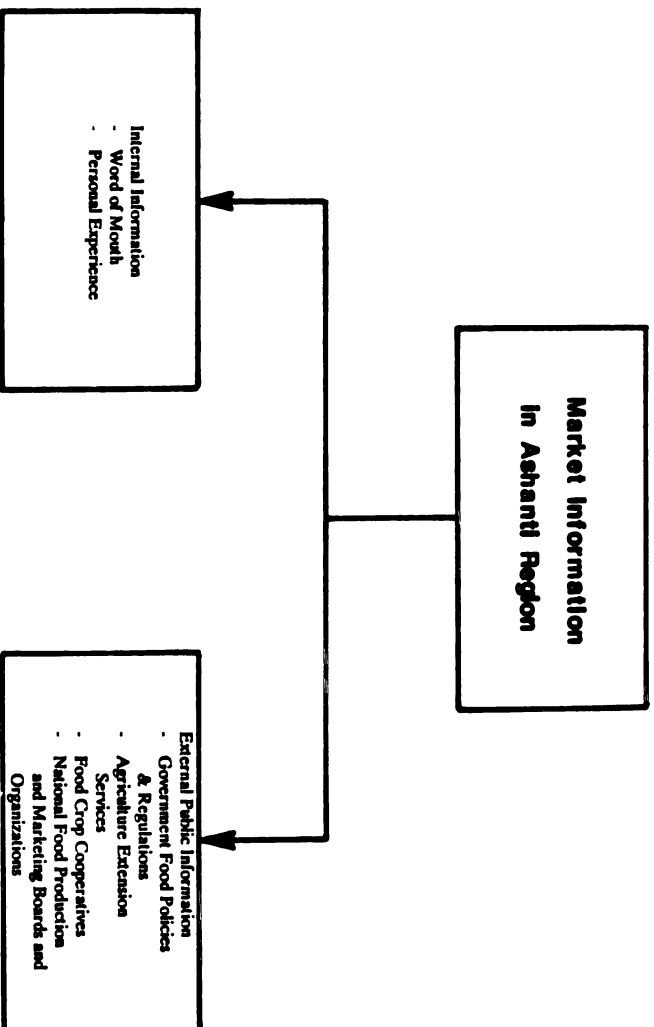 Market Information
In Ashanti Region
Internal Information
- Word of Mouth
- Personal Experience
External Public Information
- Government Food Policies
& Regulations
- Agriculture Extension
Services
- Food Crop Cooperatives
- National Food Production
and Marketing Boards and
Organizations